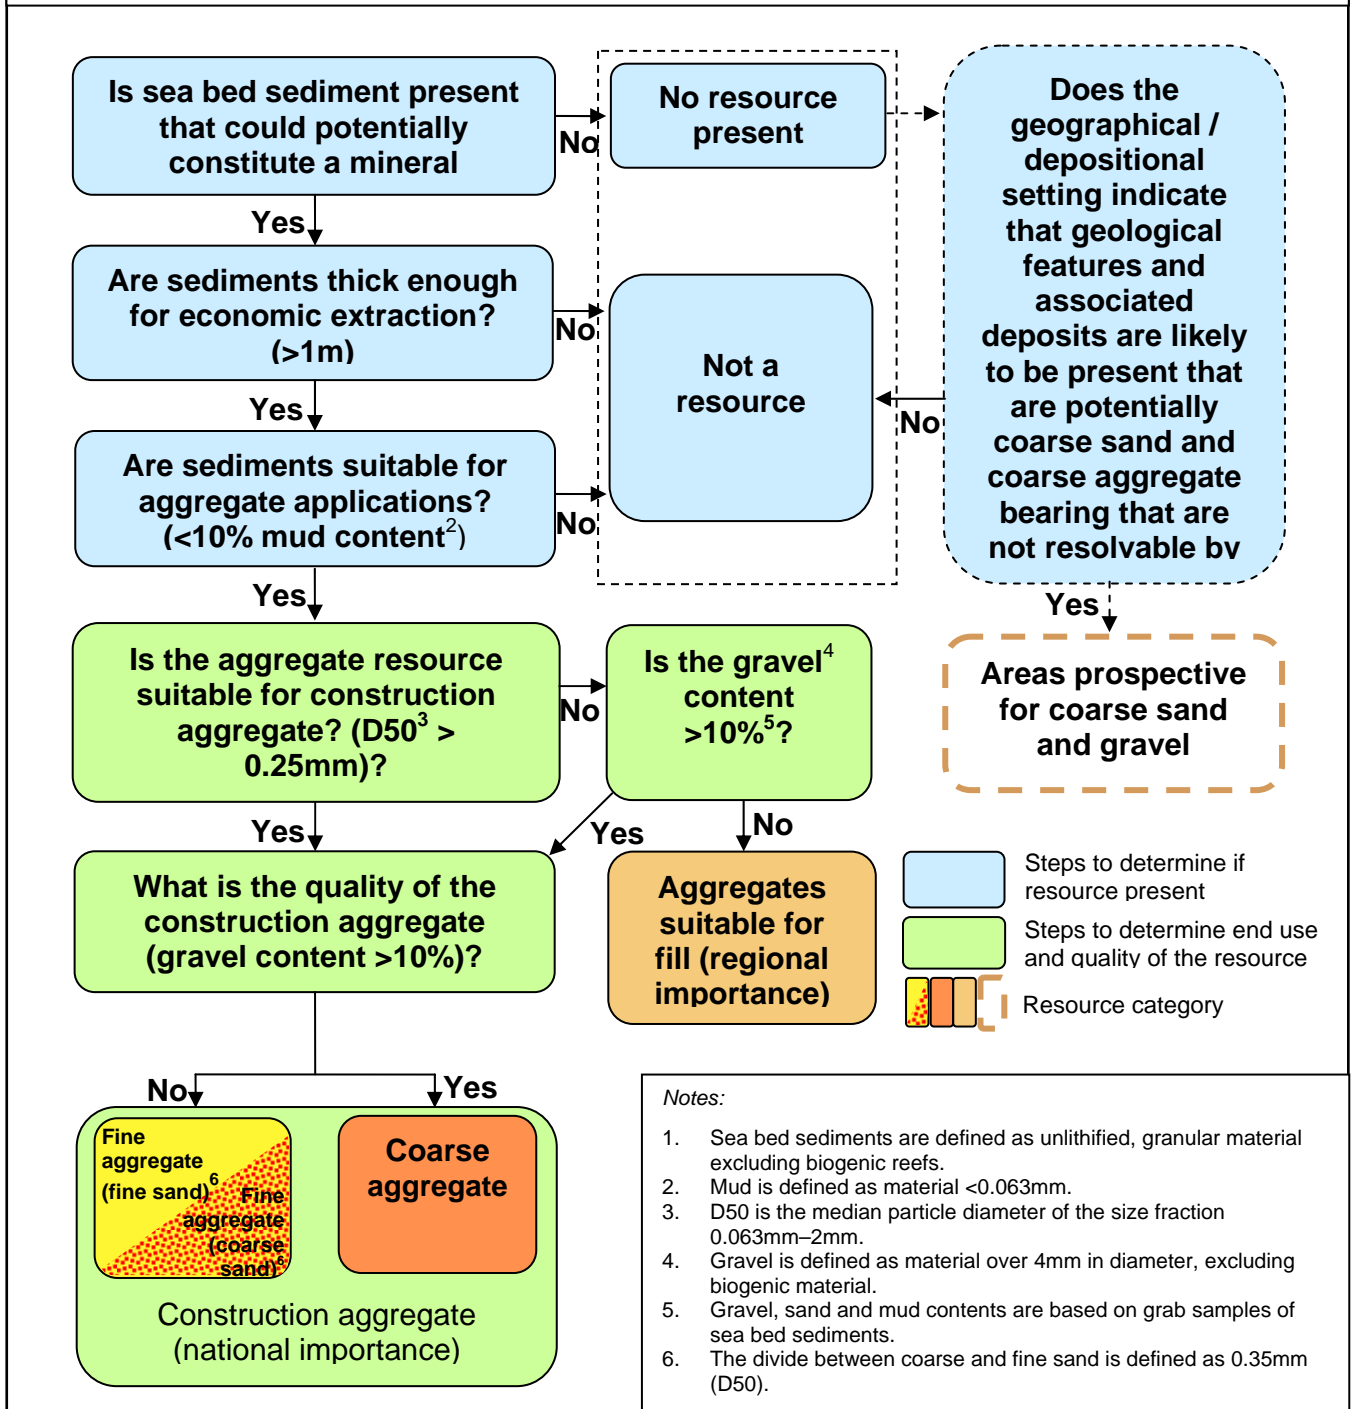 Is sea bed sediment present
that could potentially
constitute a mineral
No
No resource
present
Does the
geographical /
depositional
setting indicate
that geological
features and
associated
deposits are likely
to be present that
are potentially
coarse sand and
coarse aggregate
bearing that are
not resolvable by
Yes
Are sediments thick enough
for economic extraction?
(>1m)
No
Not a
resource
No
Yes
Are sediments suitable for
aggregate applications?
(<10% mud content²)
No
Yes
Yes
Is the aggregate resource
suitable for construction
aggregate? (D50³ >
0.25mm)?
No
Is the gravel⁴
content
>10%⁵?
Areas prospective
for coarse sand
and gravel
Yes
Yes
No
What is the quality of the
construction aggregate
(gravel content >10%)?
Aggregates
suitable for
fill (regional
importance)
Steps to determine if
resource present
Steps to determine end use
and quality of the resource
Resource category
No
Yes
Fine
aggregate
(fine sand)⁶
Fine
aggregate
(coarse
sand)⁶
Coarse
aggregate
Construction aggregate
(national importance)
Notes:
1. Sea bed sediments are defined as unlithified, granular material
excluding biogenic reefs.
2. Mud is defined as material <0.063mm.
3. D50 is the median particle diameter of the size fraction
0.063mm–2mm.
4. Gravel is defined as material over 4mm in diameter, excluding
biogenic material.
5. Gravel, sand and mud contents are based on grab samples of
sea bed sediments.
6. The divide between coarse and fine sand is defined as 0.35mm
(D50).